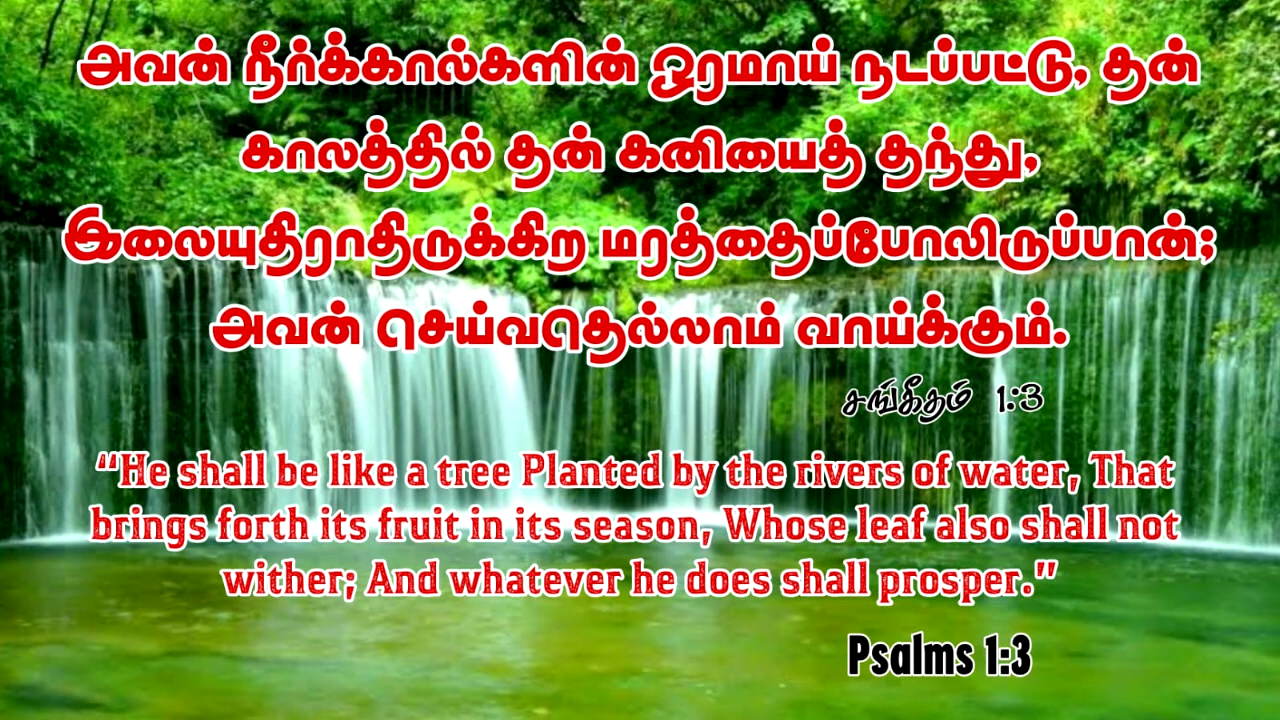 அவன் நீர்க்கால்களின் ஓரமாய் நடப்பட்டு, தன்
காலத்தில் தன் கனியைத் தந்து,
இலையுதிராதிருக்கிற மரத்தைப்போலிருப்பான்;
அவன் செய்வதெல்லாம் வாய்க்கும்.
சங்கீதம் 1:3
“He shall be like a tree Planted by the rivers of water, That
brings forth its fruit in its season, Whose leaf also shall not
wither; And whatever he does shall prosper.”
Psalms 1:3